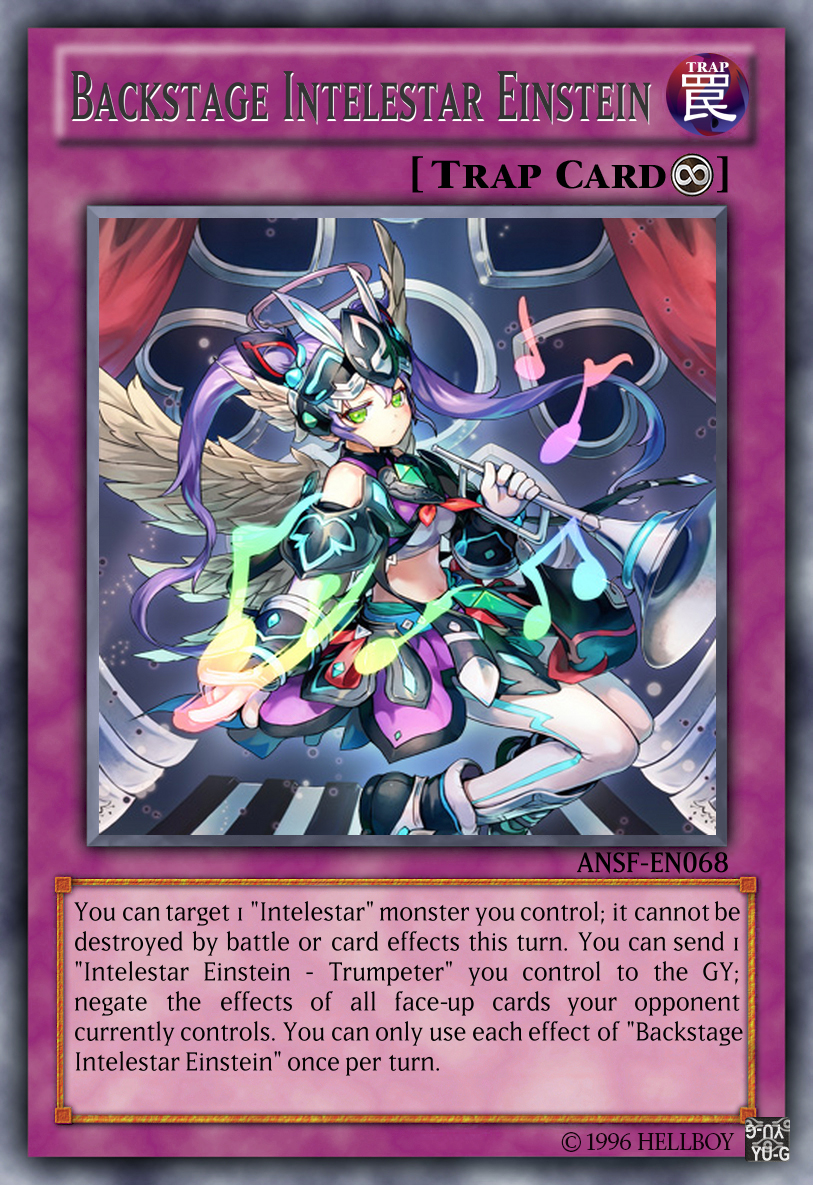 Backstage Intelestar Einstein
TRAP
罠
[ Trap Card ∞ ]
ANSF-EN068
You can target 1 "Intelestar" monster you control; it cannot be
destroyed by battle or card effects this turn. You can send 1
"Intelestar Einstein - Trumpeter" you control to the GY;
negate the effects of all face-up cards your opponent
currently controls. You can only use each effect of "Backstage
Intelestar Einstein" once per turn.
© 1996 HELLBOY
YU-G
YU-G